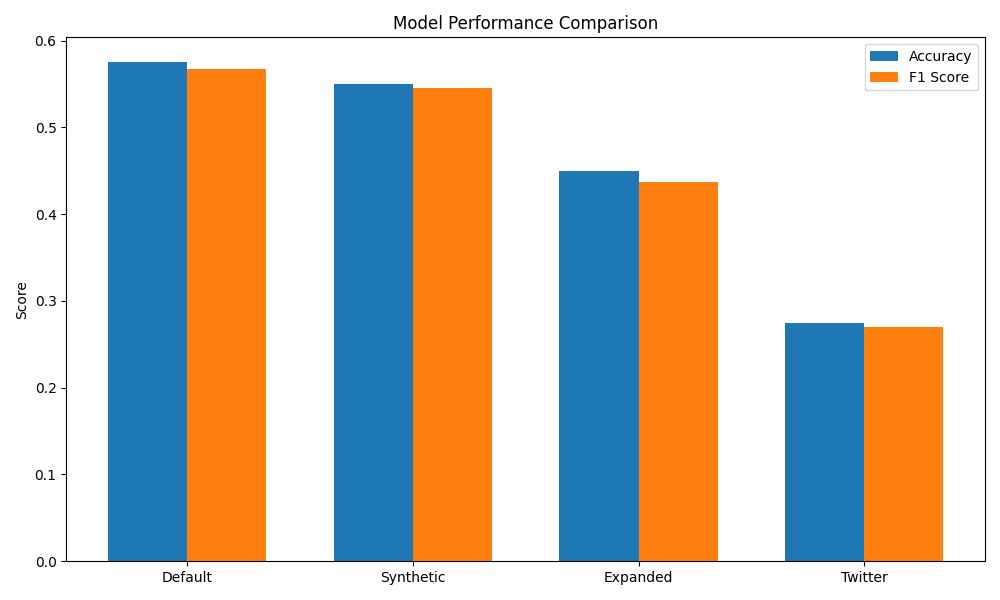 Model Performance Comparison
Accuracy
F1 Score
0.6
0.5
0.4
0.3
0.2
0.1
0.0
Score
Default
Synthetic
Expanded
Twitter